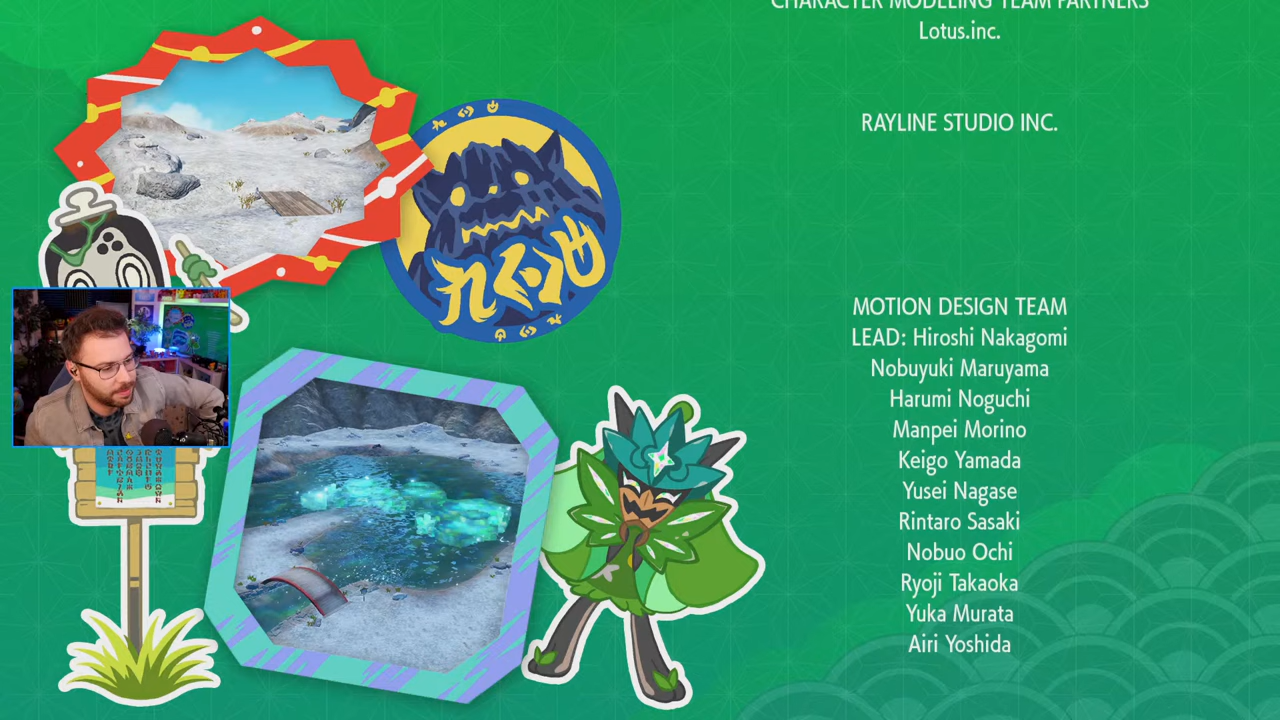 CHARACTER MODELING TEAM PARTNERS
Lotus.inc.
RAYLINE STUDIO INC.
MOTION DESIGN TEAM
LEAD: Hiroshi Nakagomi
Nobuyuki Maruyama
Harumi Noguchi
Manpei Morino
Keigo Yamada
Yusei Nagase
Rintaro Sasaki
Nobuo Ochi
Ryoji Takaoka
Yuka Murata
Airi Yoshida